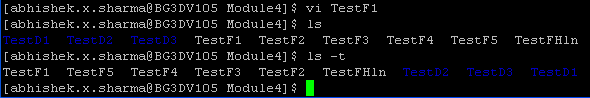 [abhishek.x.sharma@BG3DV105 Module4]$ vi TestF1
[abhishek.x.sharma@BG3DV105 Module4]$ ls
TestD1  TestD2  TestD3  TestF1  TestF2  TestF3  TestF4  TestF5  TestFHln
[abhishek.x.sharma@BG3DV105 Module4]$ ls -t
TestF1  TestF5  TestF4  TestF3  TestF2  TestFHln  TestD2  TestD3  TestD1
[abhishek.x.sharma@BG3DV105 Module4]$